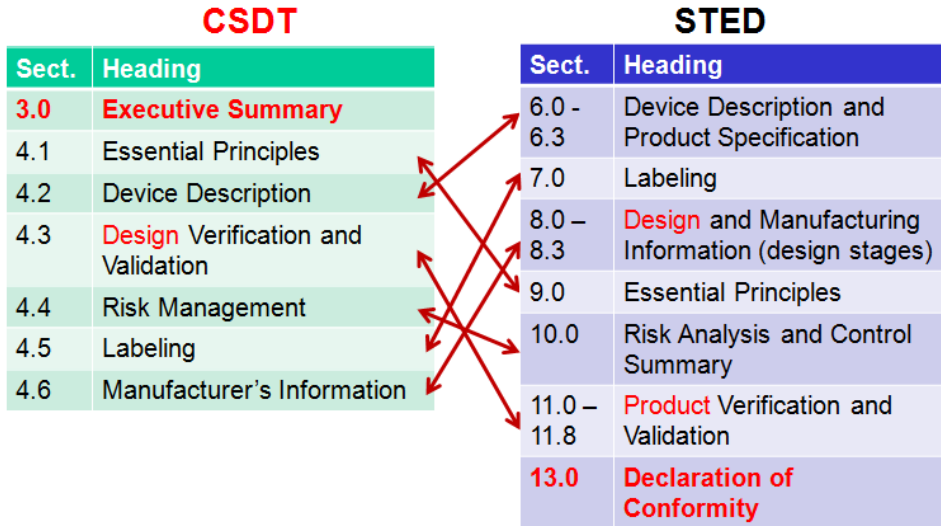 CSDT
Sect. Heading
3.0 Executive Summary
4.1 Essential Principles
4.2 Device Description
4.3 Design Verification and
Validation
4.4 Risk Management
4.5 Labeling
4.6 Manufacturer's Information
STED
Sect. Heading
6.0 - Device Description and
6.3 Product Specification
7.0 Labeling
8.0 – Design and Manufacturing
8.3 Information (design stages)
9.0 Essential Principles
10.0 Risk Analysis and Control
Summary
11.0 – Product Verification and
11.8 Validation
13.0 Declaration of
Conformity